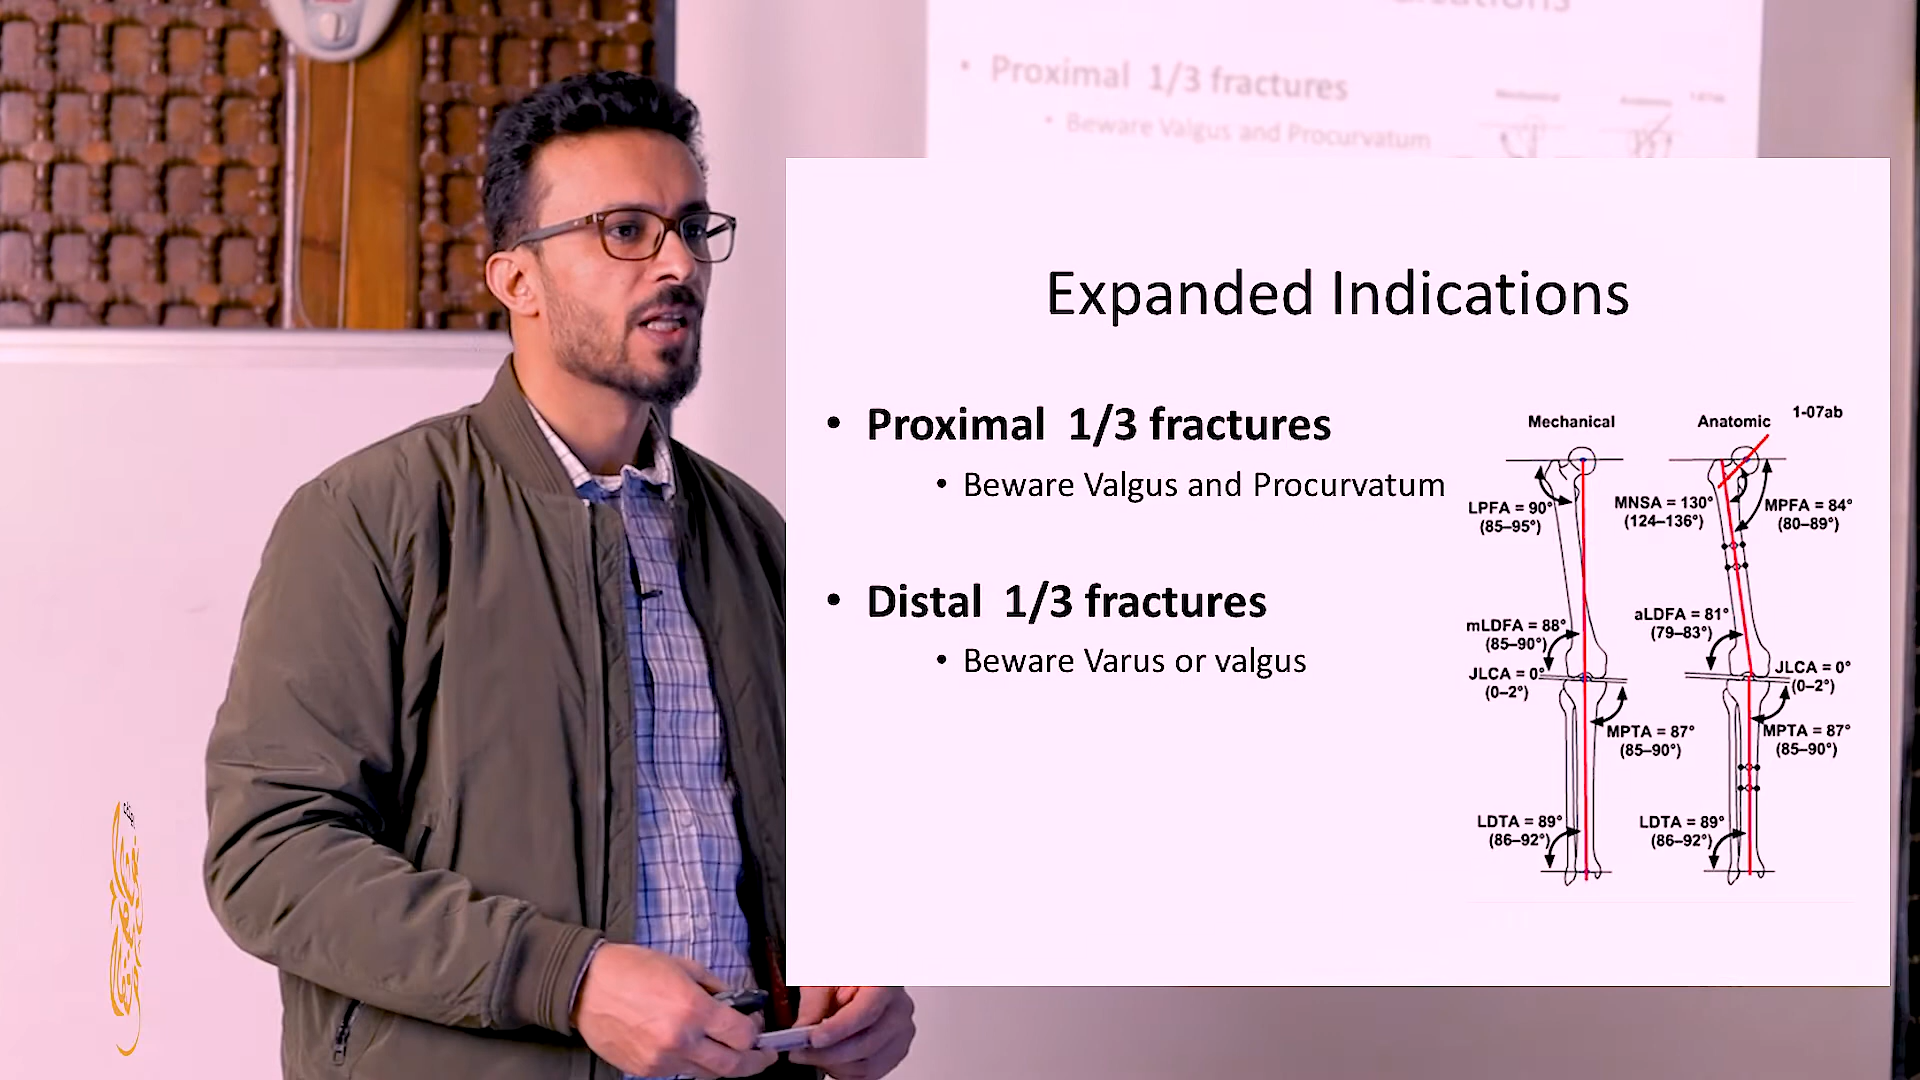 Proximal 1/3 fractures
Beware Valgus and Procurvatum
Expanded Indications
• Proximal 1/3 fractures
• Beware Valgus and Procurvatum
• Distal 1/3 fractures
• Beware Varus or valgus
Mechanical
Anatomic
1-07ab
LPFA = 90°
(85–95°)
MNSA = 130°
(124–136°)
MPFA = 84°
(80–89°)
mLDFA = 88°
(85–90°)
aLDFA = 81°
(79–83°)
JLCA = 0°
(0–2°)
JLCA = 0°
(0–2°)
MPTA = 87°
(85–90°)
MPTA = 87°
(85–90°)
LDTA = 89°
(86–92°)
LDTA = 89°
(86–92°)